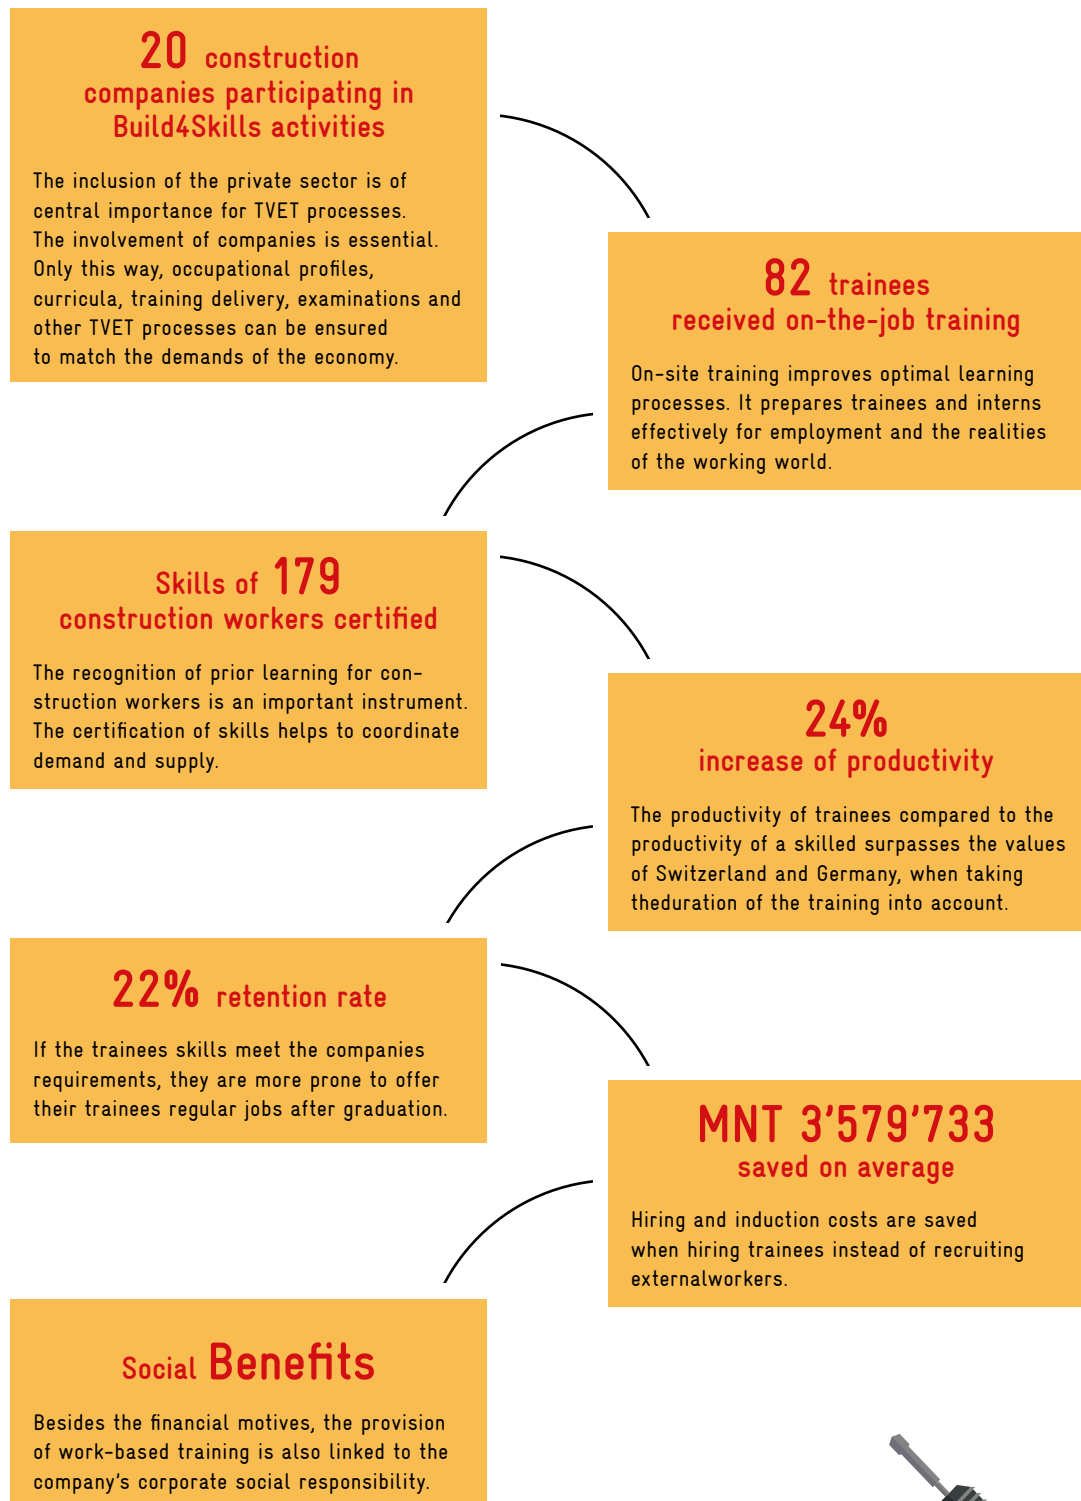 20 construction
companies participating in
Build4Skills activities
The inclusion of the private sector is of
central importance for TVET processes.
The involvement of companies is essential.
Only this way, occupational profiles,
curricula, training delivery, examinations and
other TVET processes can be ensured
to match the demands of the economy.
82 trainees
received on-the-job training
On-site training improves optimal learning
processes. It prepares trainees and interns
effectively for employment and the realities
of the working world.
Skills of 179
construction workers certified
The recognition of prior learning for con-
struction workers is an important instrument.
The certification of skills helps to coordinate
demand and supply.
24%
increase of productivity
The productivity of trainees compared to the
productivity of a skilled surpasses the values
of Switzerland and Germany, when taking
theduration of the training into account.
22% retention rate
If the trainees skills meet the companies
requirements, they are more prone to offer
their trainees regular jobs after graduation.
MNT 3’579’733
saved on average
Hiring and induction costs are saved
when hiring trainees instead of recruiting
externalworkers.
Social Benefits
Besides the financial motives, the provision
of work-based training is also linked to the
company’s corporate social responsibility.